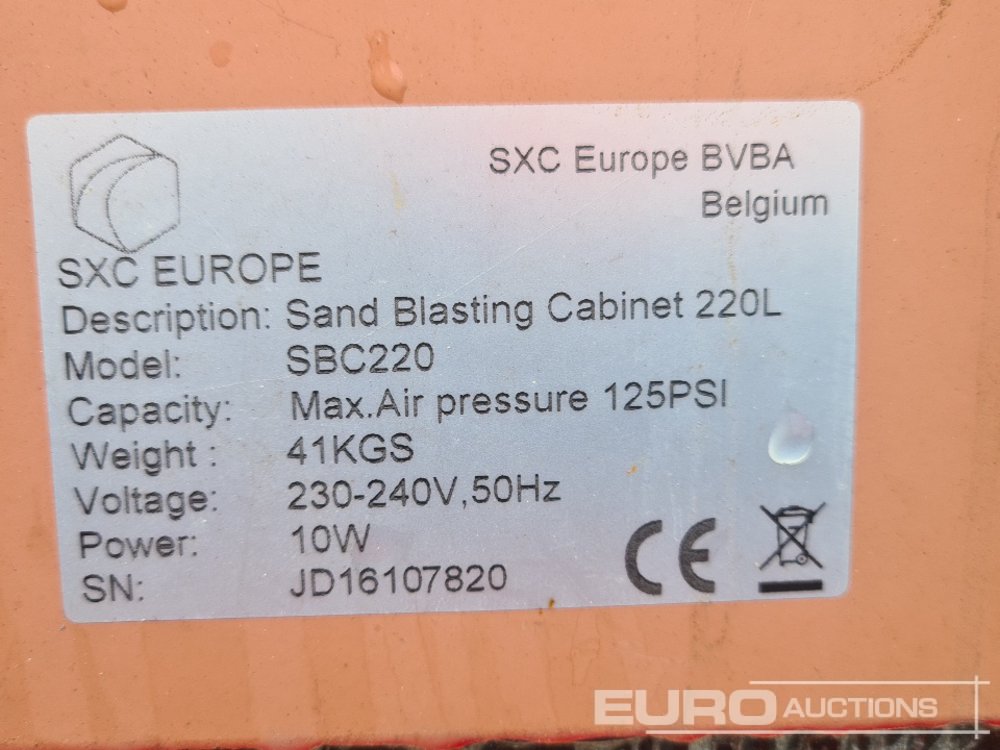 SXC Europe BVBA
Belgium
SXC EUROPE
Description: Sand Blasting Cabinet 220L
Model: SBC220
Capacity: Max.Air pressure 125PSI
Weight : 41KGS
Voltage: 230-240V,50Hz
Power: 10W
SN: JD16107820
CE
EURO AUCTIONS